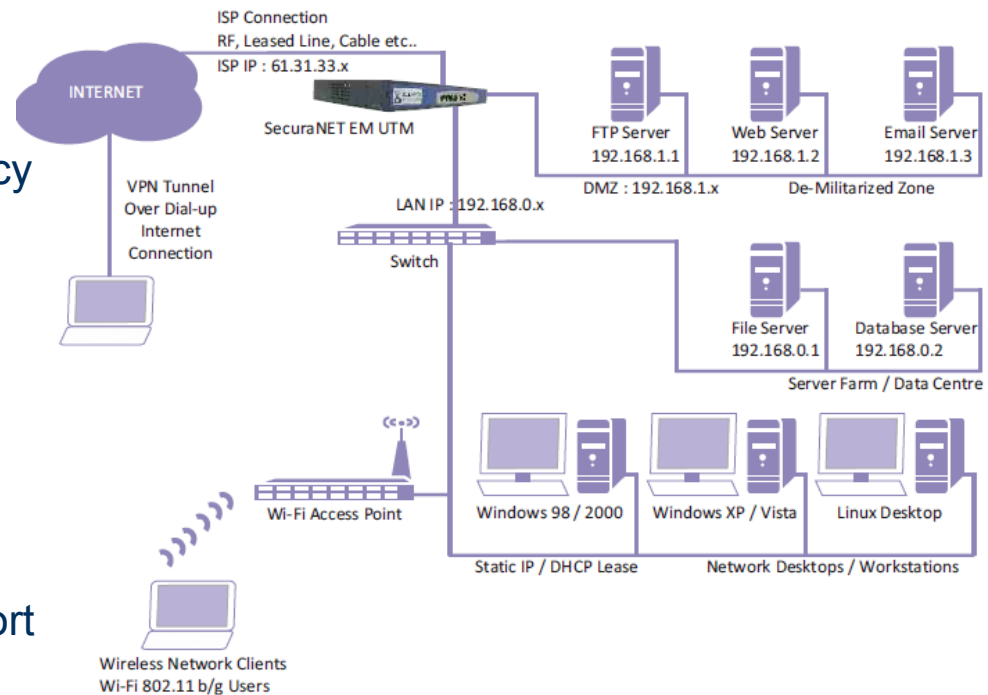 ISP Connection
RF, Leased Line, Cable etc..
ISP IP : 61.31.33.x
INTERNET
SecuraNET EM UTM
FTP Server
192.168.1.1
Web Server
192.168.1.2
Email Server
192.168.1.3
DMZ : 192.168.1.x
De-Militarized Zone
cy
VPN Tunnel
Over Dial-up
Internet
Connection
LAN IP : 192.168.0.x
Switch
File Server
192.168.0.1
Database Server
192.168.0.2
Server Farm / Data Centre
Wi-Fi Access Point
Windows 98 / 2000
Windows XP / Vista
Linux Desktop
Static IP / DHCP Lease
Network Desktops / Workstations
ort
Wireless Network Clients
Wi-Fi 802.11 b/g Users